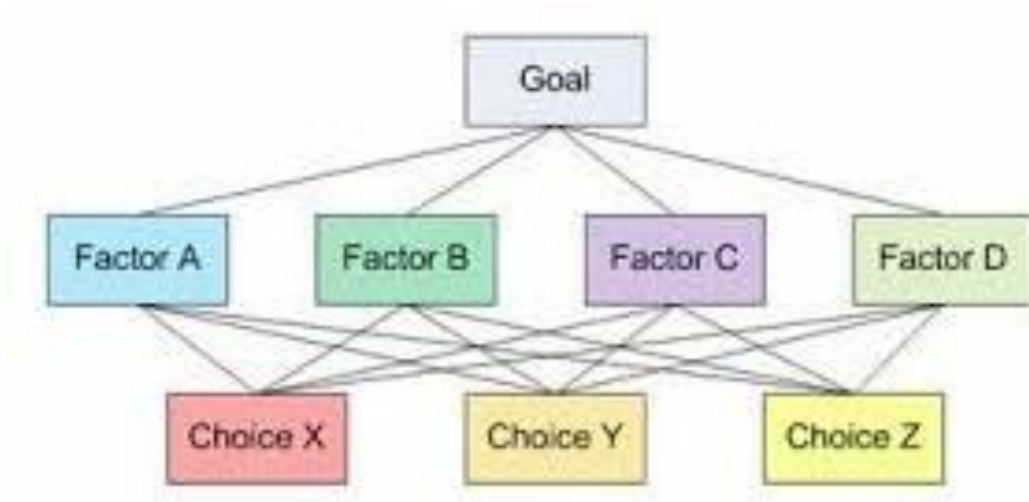 Goal
Factor A
Factor B
Factor C
Factor D
Choice X
Choice Y
Choice Z